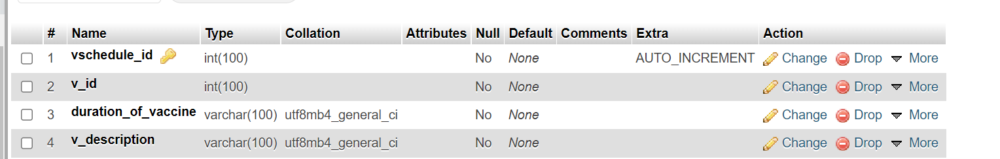 # Name Type Collation Attributes Null Default Comments Extra Action
1 vschedule_id int(100) No None AUTO_INCREMENT Change Drop More
2 v_id int(100) No None Change Drop More
3 duration_of_vaccine varchar(100) utf8mb4_general_ci No None Change Drop More
4 v_description varchar(100) utf8mb4_general_ci No None Change Drop More